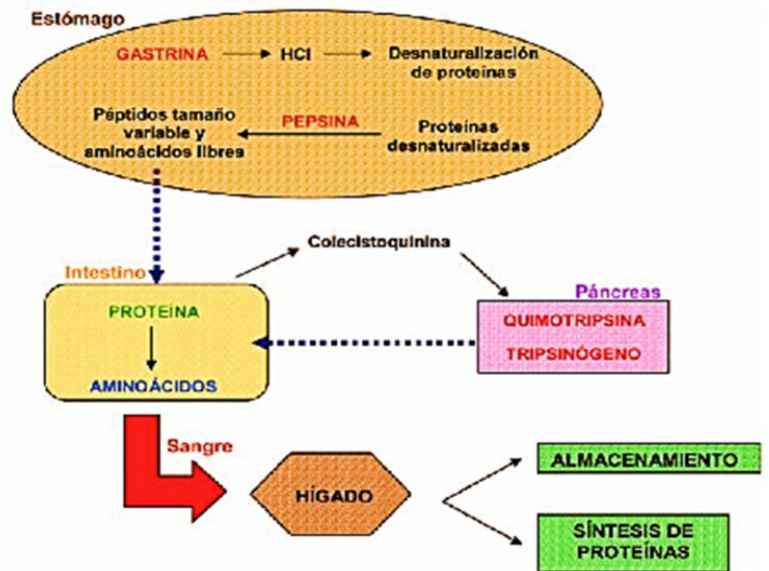 Estómago
GASTRINA
HCl
Desnaturalización
de proteínas
Péptidos tamaño
variable y
aminoácidos libres
PEPSINA
Proteínas
desnaturalizadas
Colecistoquinina
Intestino
PROTEÍNA
AMINOÁCIDOS
Páncreas
QUIMOTRIPSINA
TRIPSINÓGENO
Sangre
HÍGADO
ALMACENAMIENTO
SÍNTESIS DE
PROTEÍNAS